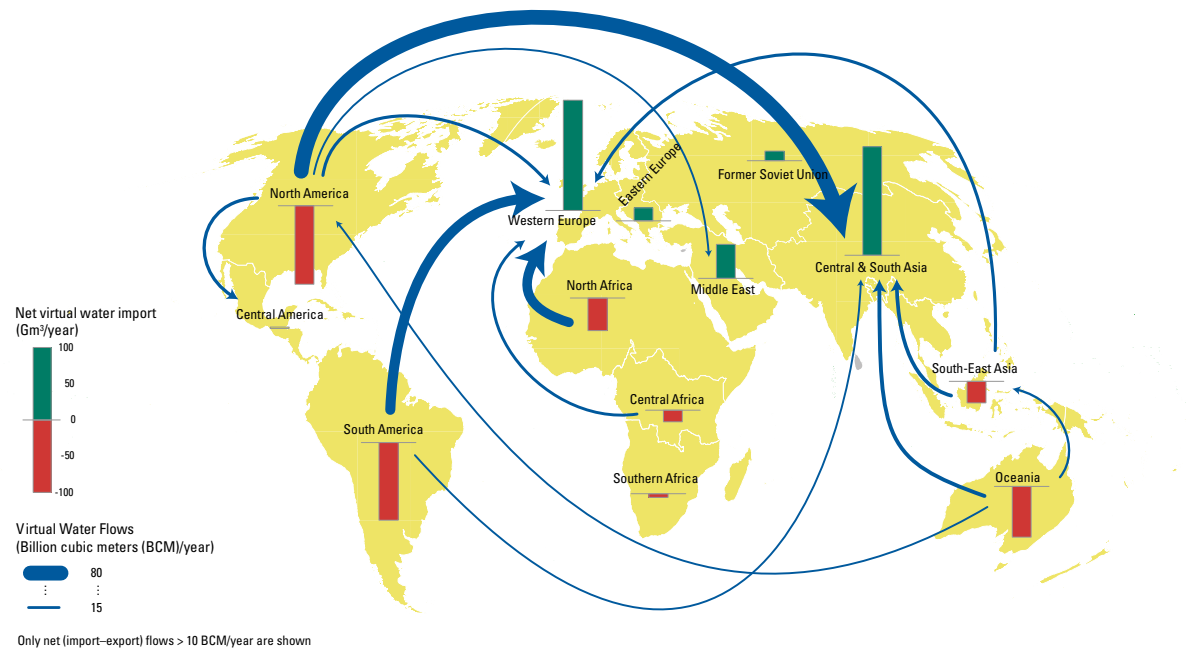 North America
Western Europe
Eastern Europe
Former Soviet Union
Central & South Asia
Middle East
North Africa
Central America
South-East Asia
Central Africa
South America
Southern Africa
Oceania
Net virtual water import
(Gm³/year)
100
50
0
-50
-100
Virtual Water Flows
(Billion cubic meters (BCM)/year)
80
15
Only net (import–export) flows > 10 BCM/year are shown